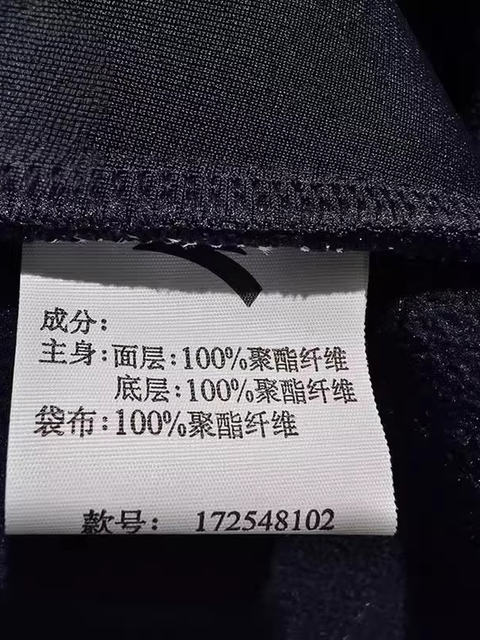 成分:
主身:面层:100%聚酯纤维
底层:100%聚酯纤维
袋布:100%聚酯纤维
款号: 172548102